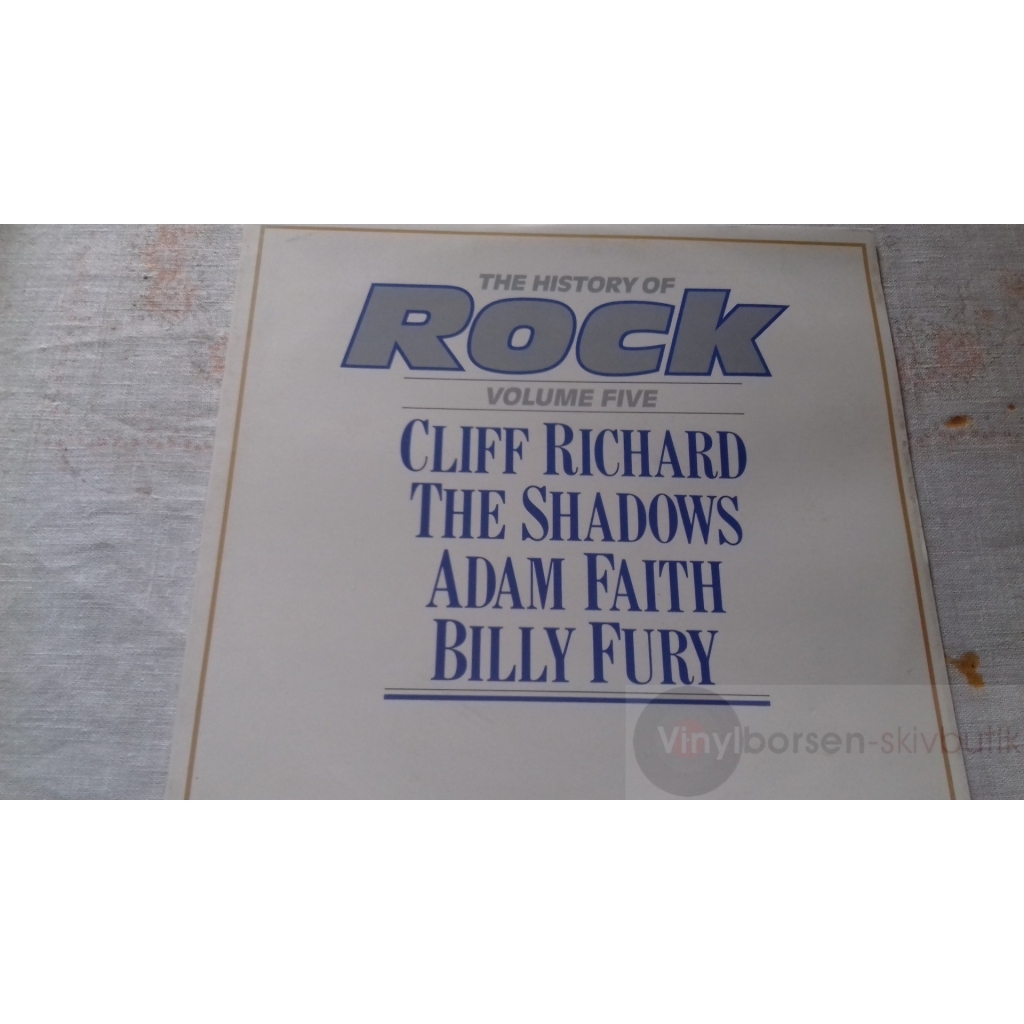 THE HISTORY OF
ROCK
VOLUME FIVE
CLIFF RICHARD
THE SHADOWS
ADAM FAITH
BILLY FURY
Vinylborsen-skivbutik